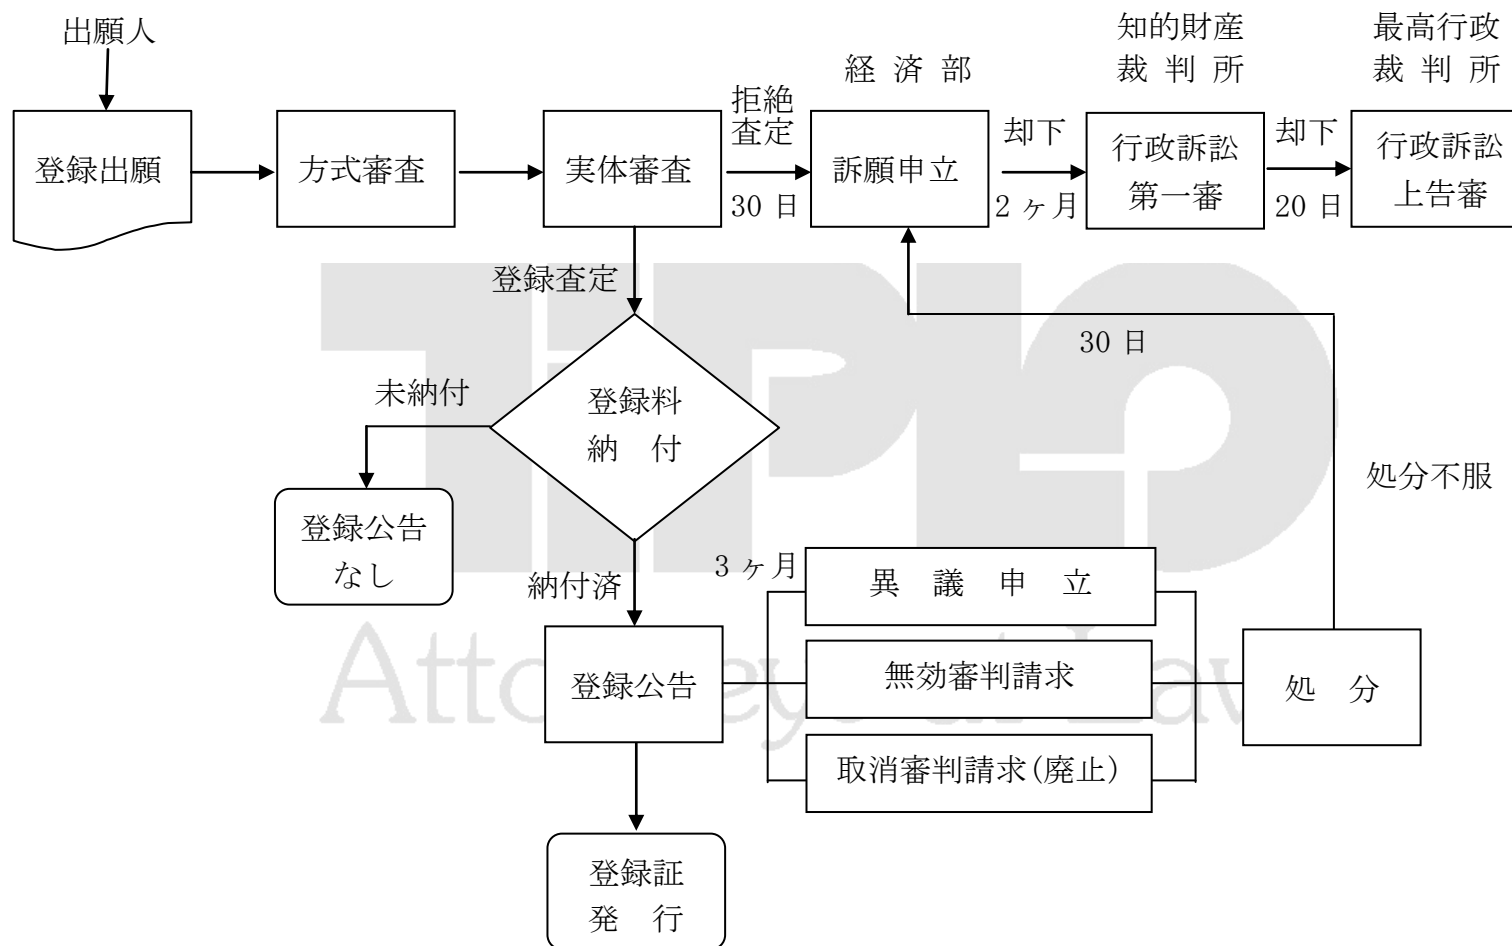 出願人
知的財産
裁 判 所
最高行政
裁 判 所
経 済 部
登録出願
方式審査
実体審査
拒絶
査定
30 日
訴願申立
却下
2 ヶ月
行政訴訟
第一審
却下
20 日
行政訴訟
上告審
登録査定
30 日
登録料
納 付
未納付
処分不服
登録公告
なし
納付済
3 ヶ月
異 議 申 立
登録公告
無効審判請求
処 分
取消審判請求(廃止)
登録証
発 行
TIPLO
Attorneys at Law